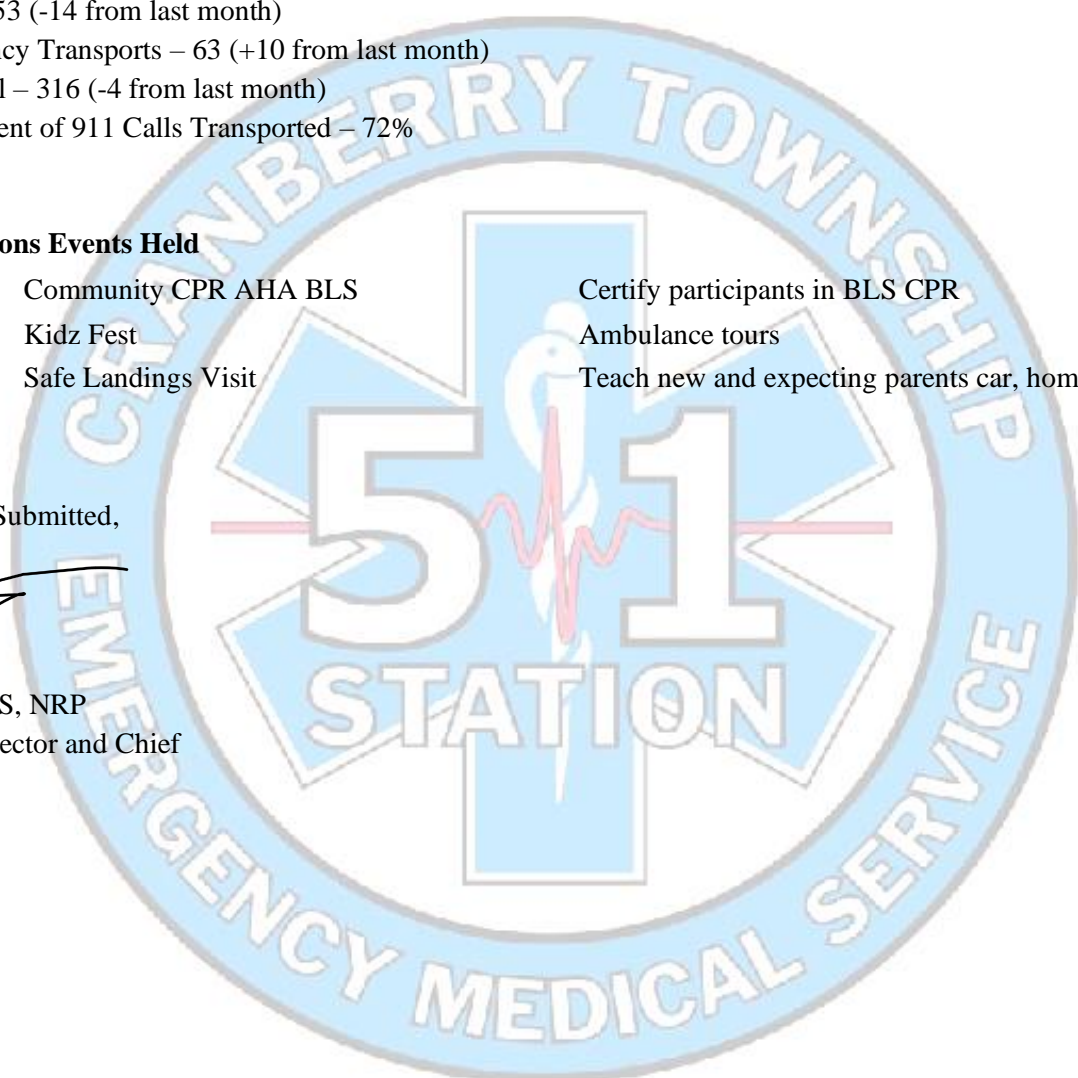 53 (-14 from last month)
ncy Transports – 63 (+10 from last month)
l – 316 (-4 from last month)
ent of 911 Calls Transported – 72%
ons Events Held
Community CPR AHA BLS Certify participants in BLS CPR
Kidz Fest Ambulance tours
Safe Landings Visit Teach new and expecting parents car, hom
Submitted,
S, NRP
ector and Chief
CRANBERRY TOWNSHIP
51
STATION
EMERGENCY MEDICAL SERVICE